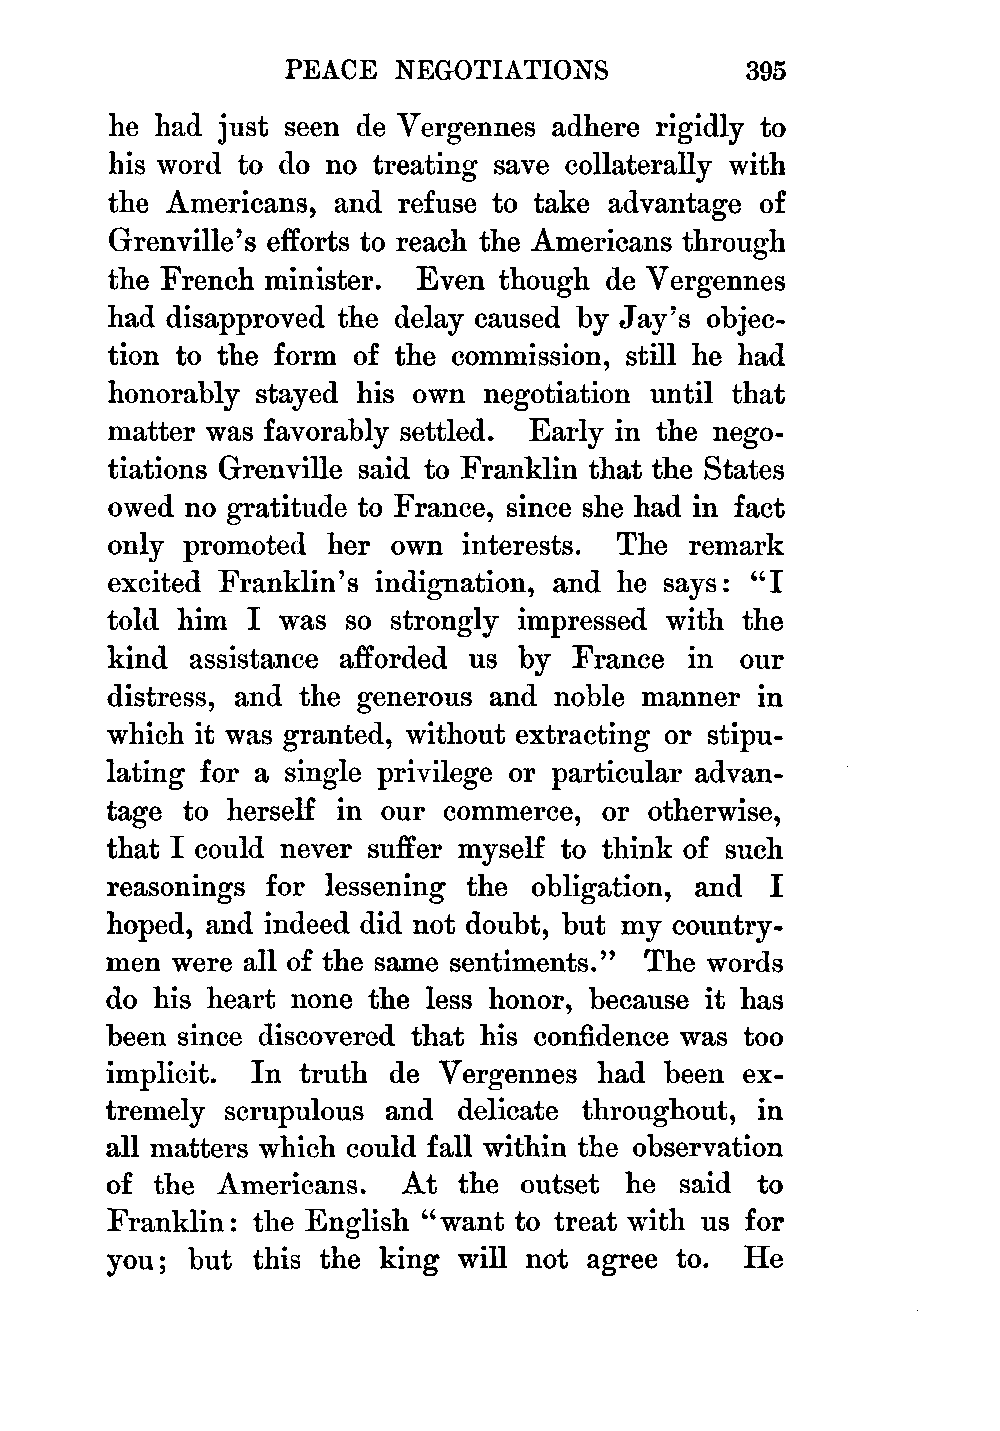 PEACE NEGOTIATIONS 395
he had just seen de Vergennes adhere rigidly to
his word to do no treating save collaterally with
the Americans, and refuse to take advantage of
Grenville's efforts to reach the Americans through
the French minister. Even though de Vergennes
had disapproved the delay caused by Jay's objec-
tion to the form of the commission, still he had
honorably stayed his own negotiation until that
matter was favorably settled. Early in the nego-
tiations Grenville said to Franklin that the States
owed no gratitude to France, since she had in fact
only promoted her own interests. The remark
excited Franklin's indignation, and he says: "I
told him I was so strongly impressed with the
kind assistance afforded us by France in our
distress, and the generous and noble manner in
which it was granted, without extracting or stipu-
lating for a single privilege or particular advan-
tage to herself in our commerce, or otherwise,
that I could never suffer myself to think of such
reasonings for lessening the obligation, and I
hoped, and indeed did not doubt, but my country-
men were all of the same sentiments." The words
do his heart none the less honor, because it has
been since discovered that his confidence was too
implicit. In truth de Vergennes had been ex-
tremely scrupulous and delicate throughout, in
all matters which could fall within the observation
of the Americans. At the outset he said to
Franklin: the English "want to treat with us for
you; but this the king will not agree to. He